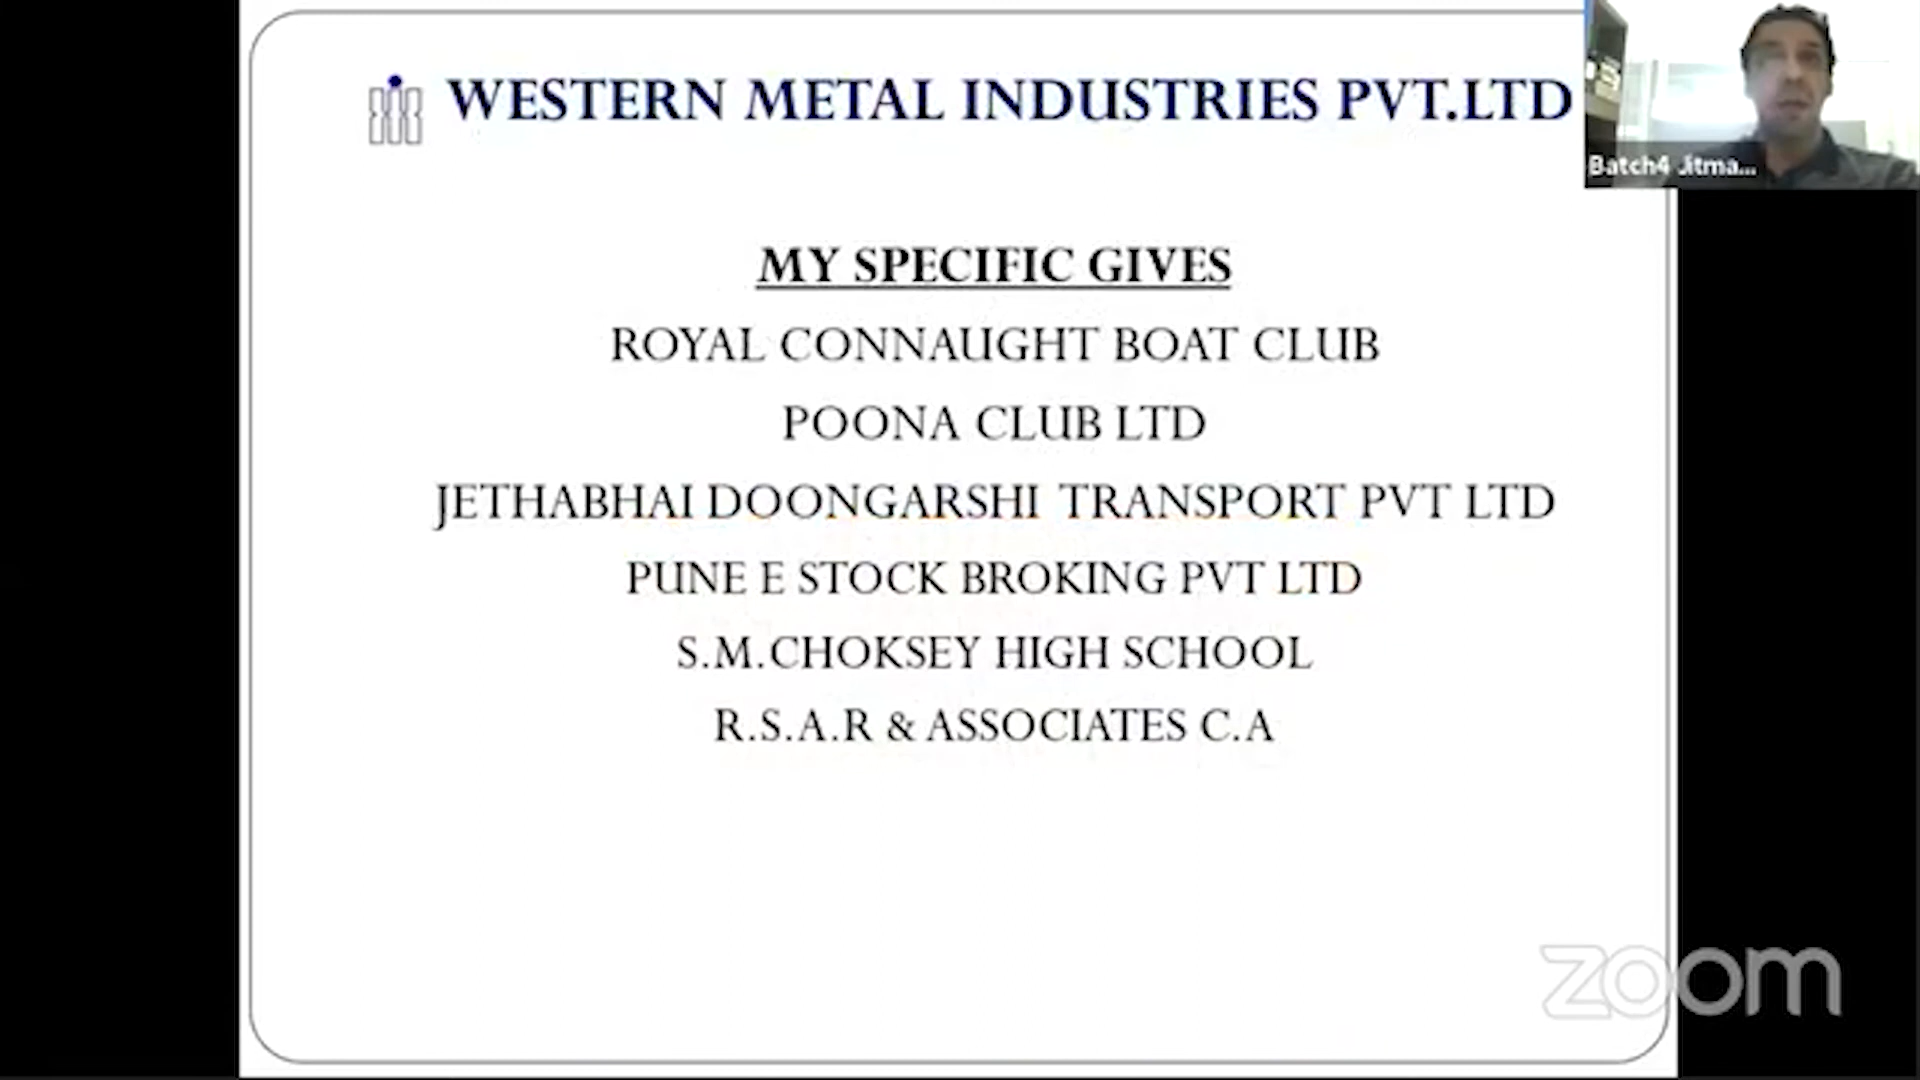 WESTERN METAL INDUSTRIES PVT.LTD
Batch4 Jitma...
MY SPECIFIC GIVES
ROYAL CONNAUGHT BOAT CLUB
POONA CLUB LTD
JETHABHAI DOONGARSHI TRANSPORT PVT LTD
PUNE E STOCK BROKING PVT LTD
S.M.CHOKSEY HIGH SCHOOL
R.S.A.R & ASSOCIATES C.A
zoom